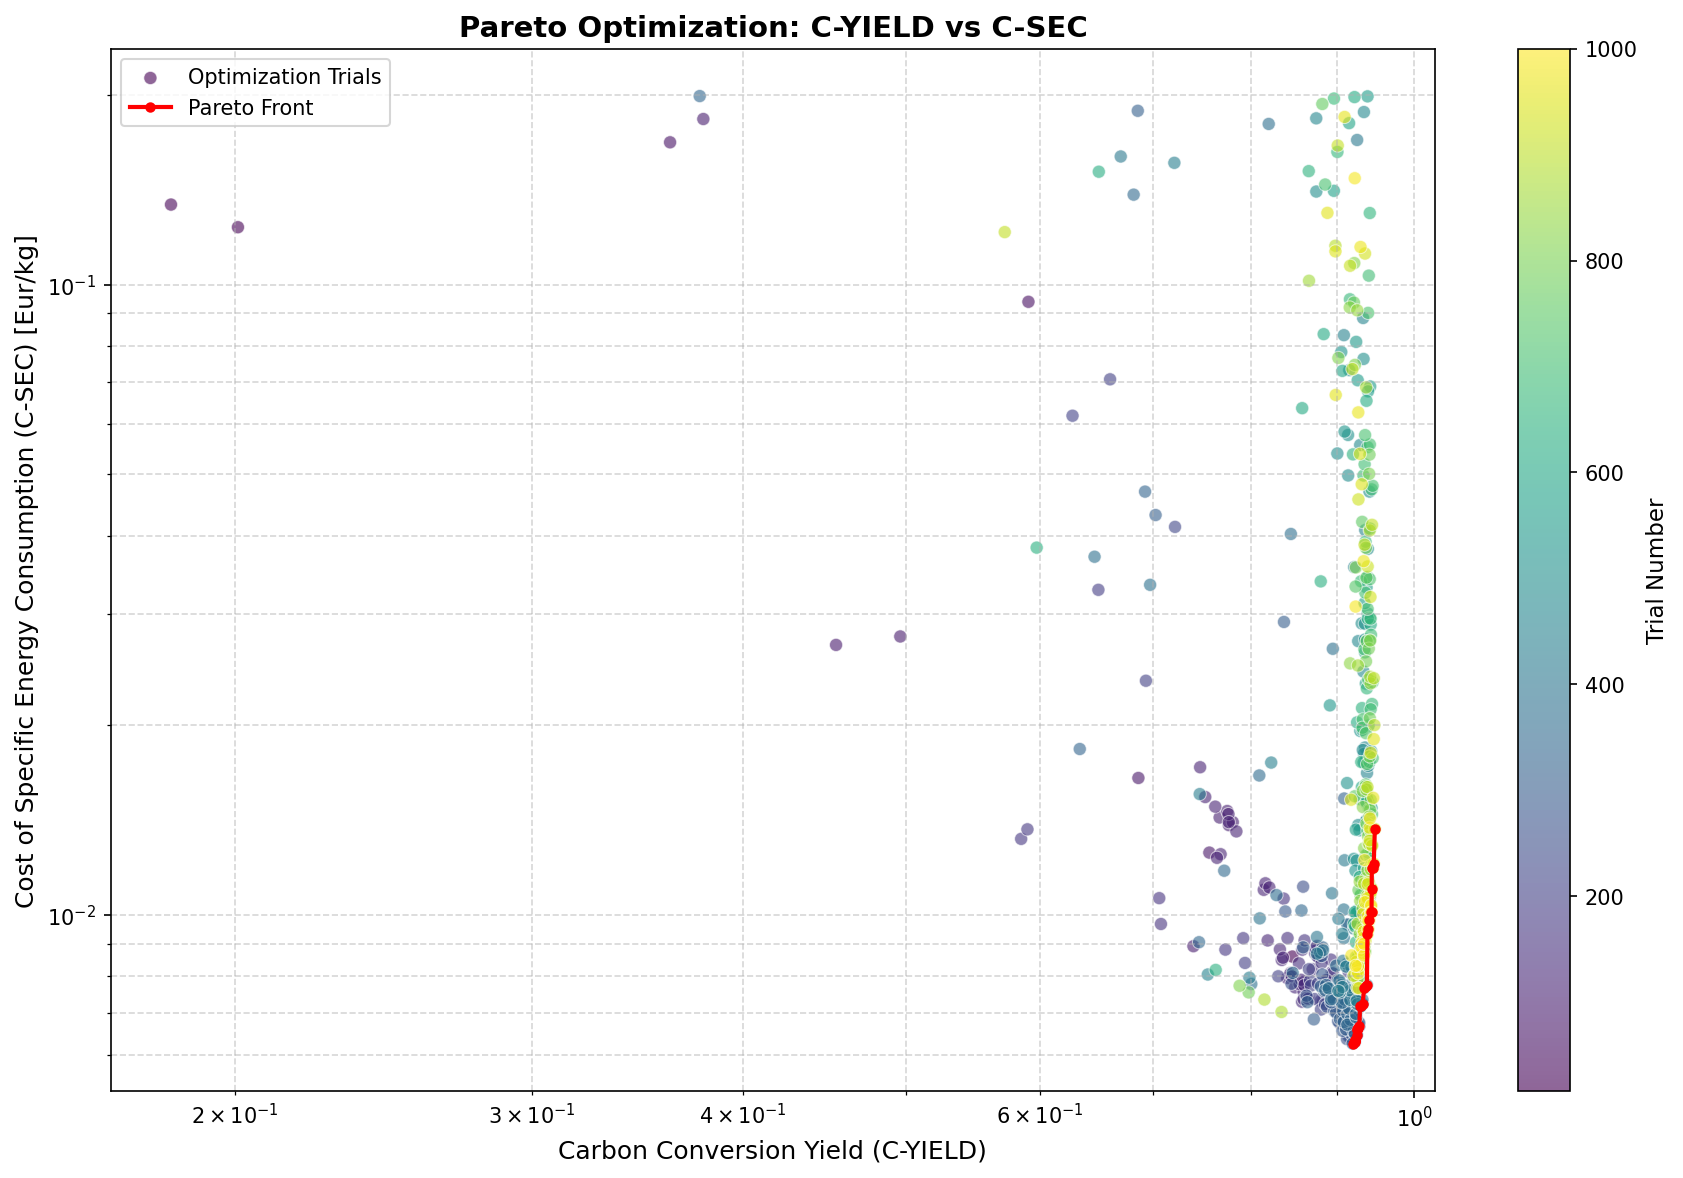 Pareto Optimization: C-YIELD vs C-SEC
Optimization Trials
Pareto Front
Cost of Specific Energy Consumption (C-SEC) [Eur/kg]
10⁻¹
10⁻²
2 × 10⁻¹
3 × 10⁻¹
4 × 10⁻¹
6 × 10⁻¹
10⁰
Carbon Conversion Yield (C-YIELD)
1000
800
600
400
200
Trial Number